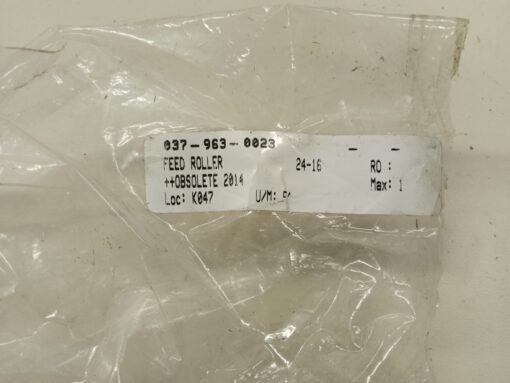 037-963-0023 - -
FEED ROLLER 24-16 RO :
++OBSOLETE 2014 Max: 1
Loc: K047 U/M: